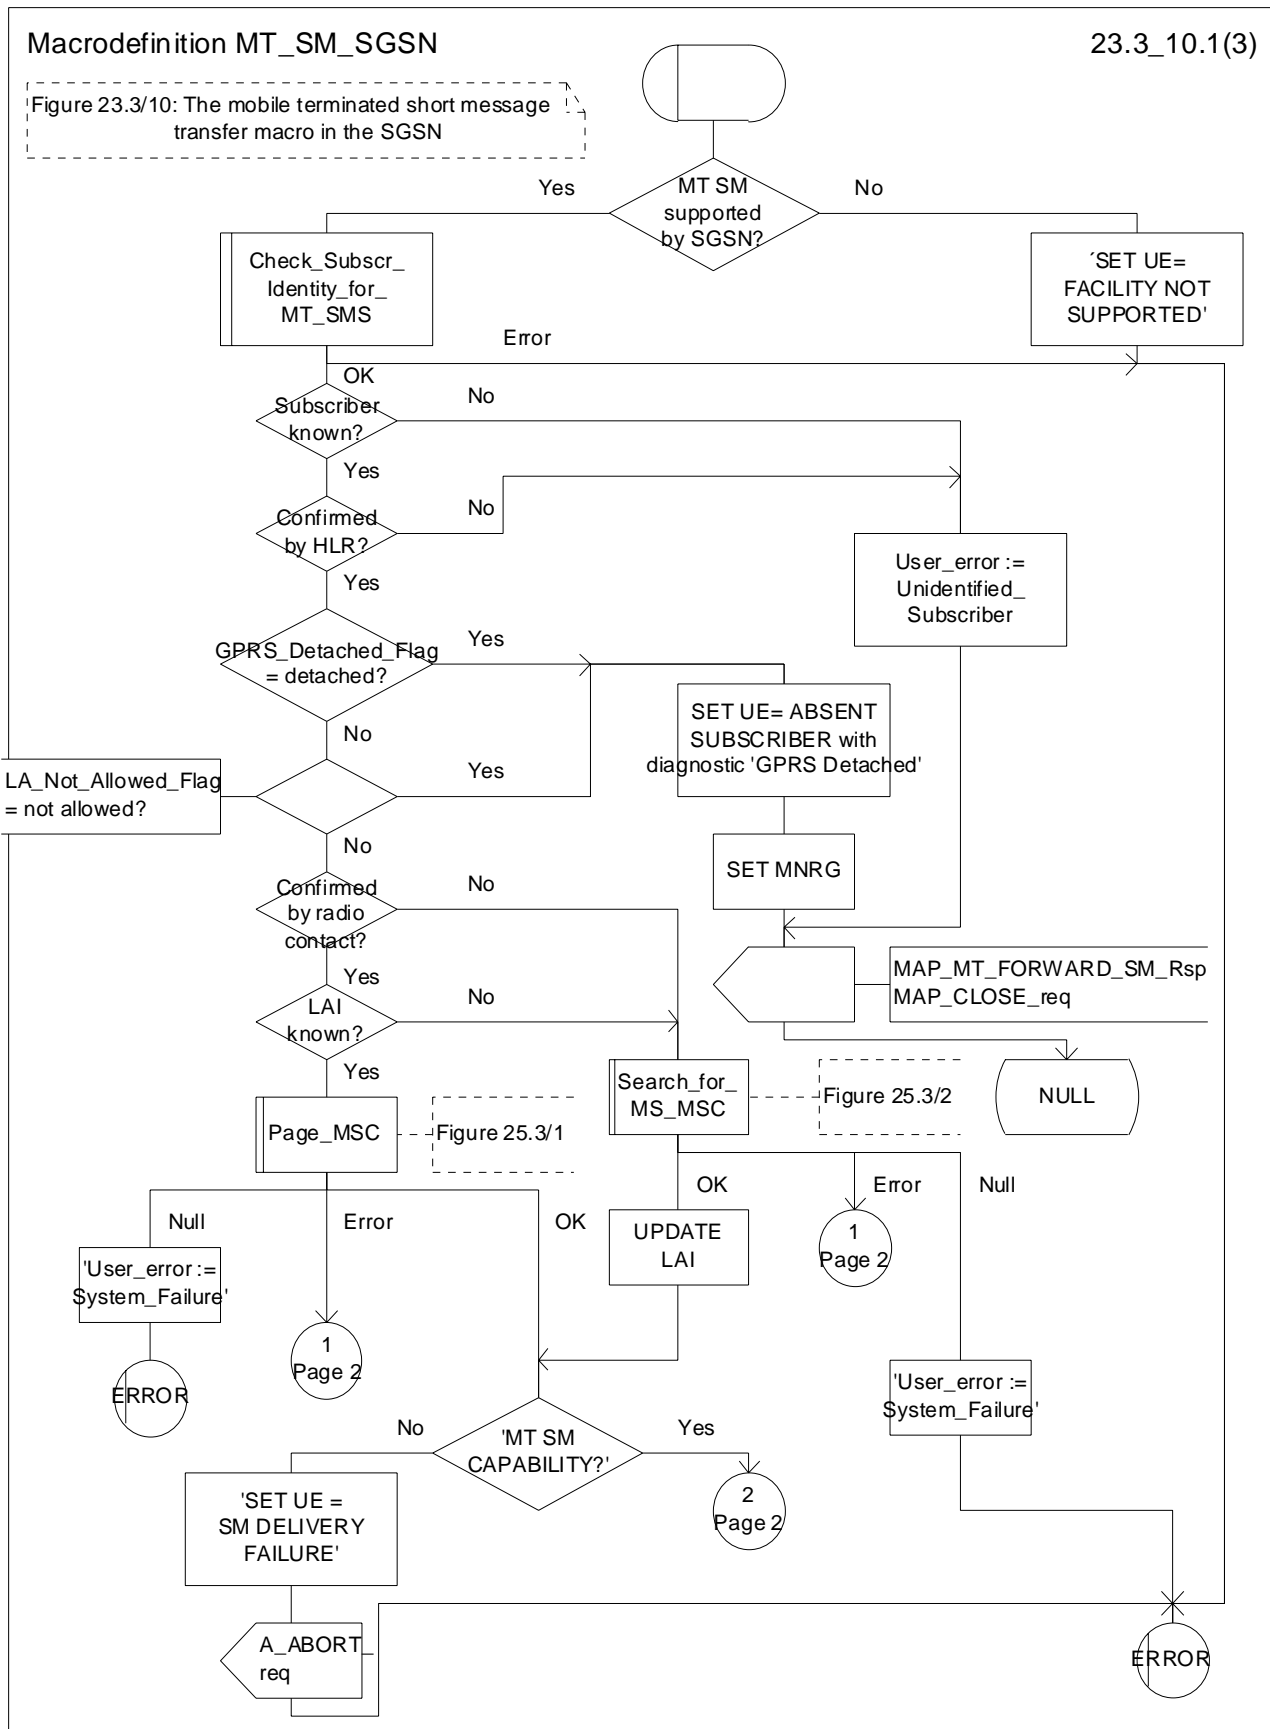 Macrodefinition MT_SM_SGSN
23.3_10.1(3)
Figure 23.3/10: The mobile terminated short message
transfer macro in the SGSN
MT SM
supported
by SGSN?
Yes
No
Check_Subscr_
Identity_for_
MT_SMS
´SET UE=
FACILITY NOT
SUPPORTED'
Error
OK
Subscriber
known?
No
Yes
Confirmed
by HLR?
No
Yes
User_error :=
Unidentified_
Subscriber
GPRS_Detached_Flag
= detached?
Yes
No
SET UE= ABSENT
SUBSCRIBER with
diagnostic 'GPRS Detached'
LA_Not_Allowed_Flag
= not allowed?
Yes
No
SET MNRG
Confirmed
by radio
contact?
No
Yes
MAP_MT_FORWARD_SM_Rsp
MAP_CLOSE_req
LAI
known?
No
Yes
Search_for_
MS_MSC
Figure 25.3/2
NULL
Page_MSC
Figure 25.3/1
OK
Error
Null
Null
Error
OK
UPDATE
LAI
1
Page 2
'User_error :=
System_Failure'
1
Page 2
ERROR
'User_error :=
System_Failure'
'MT SM
CAPABILITY?'
No
Yes
2
Page 2
'SET UE =
SM DELIVERY
FAILURE'
A_ABORT_
req
ERROR